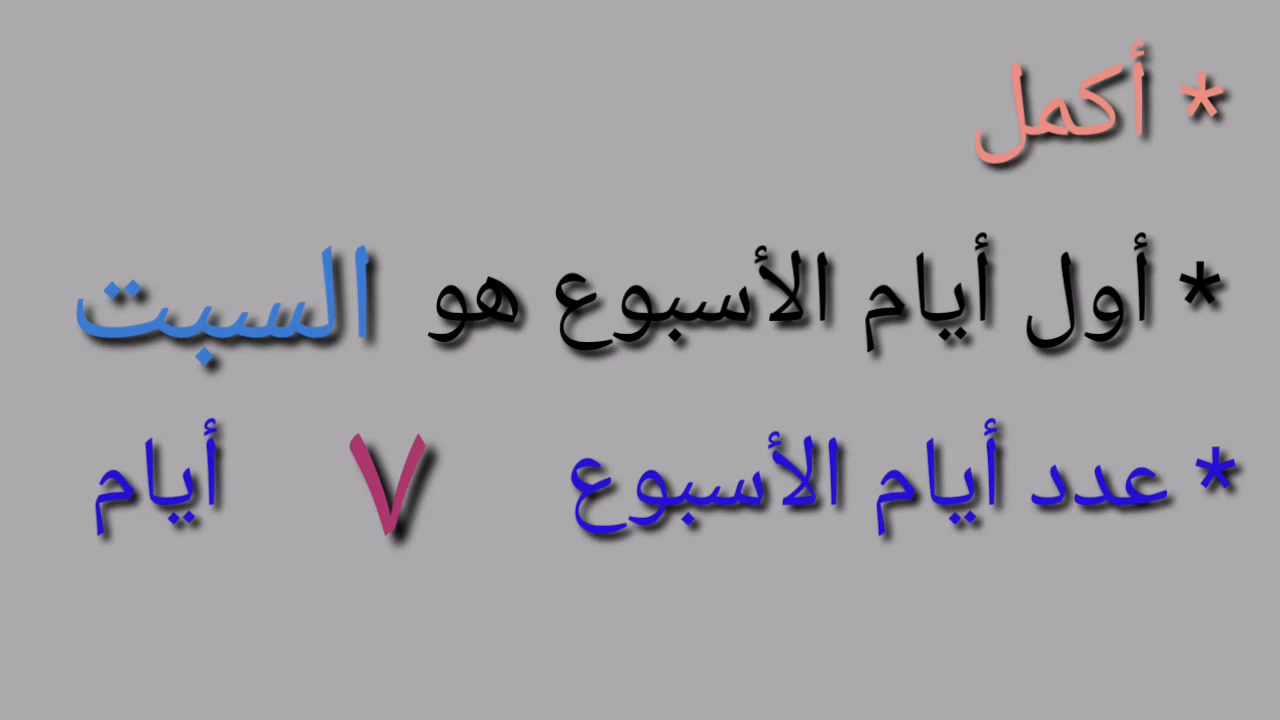 * أكمل
* أول أيام الأسبوع هو السبت
* عدد أيام الأسبوع ٧ أيام